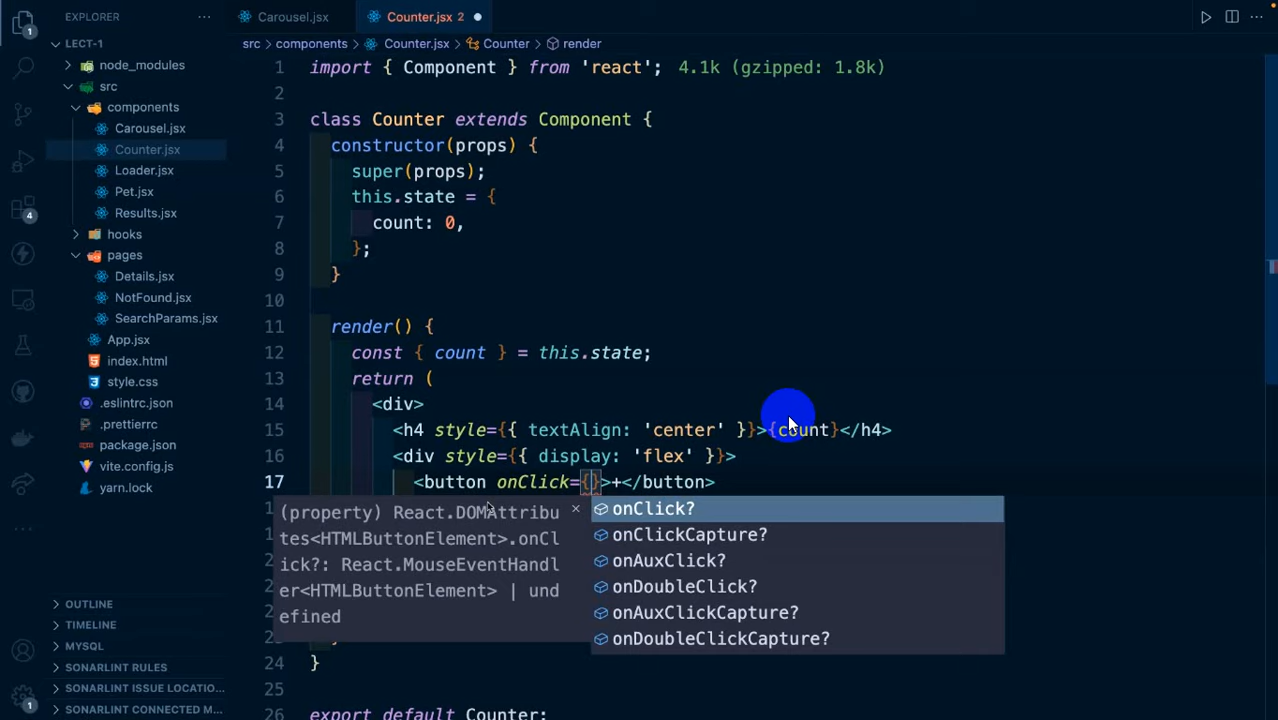 EXPLORER
Carousel.jsx
Counter.jsx 2
LECT-1
src
components
Counter.jsx
Counter
render
node_modules
src
components
Carousel.jsx
Counter.jsx
Loader.jsx
Pet.jsx
Results.jsx
hooks
pages
Details.jsx
NotFound.jsx
SearchParams.jsx
App.jsx
index.html
style.css
.eslintrc.json
.prettierrc
package.json
vite.config.js
yarn.lock
OUTLINE
TIMELINE
MYSQL
SONARLINT RULES
SONARLINT ISSUE LOCATIO...
SONARLINT CONNECTED M...
1
4
1
1 import { Component } from 'react'; 4.1k (gzipped: 1.8k)
2
3 class Counter extends Component {
4 constructor(props) {
5 super(props);
6 this.state = {
7 count: 0,
8 };
9 }
10
11 render() {
12 const { count } = this.state;
13 return (
14 <div>
15 <h4 style={{ textAlign: 'center' }}>{count}</h4>
16 <div style={{ display: 'flex' }}>
17 <button onClick={}>+</button>
(property) React.DOMAttribu
tes<HTMLButtonElement>.onCl
ick?: React.MouseEventHandl
er<HTMLButtonElement> | und
efined
onClick?
onClickCapture?
onAuxClick?
onDoubleClick?
onAuxClickCapture?
onDoubleClickCapture?
24 }
25
export default Counter;